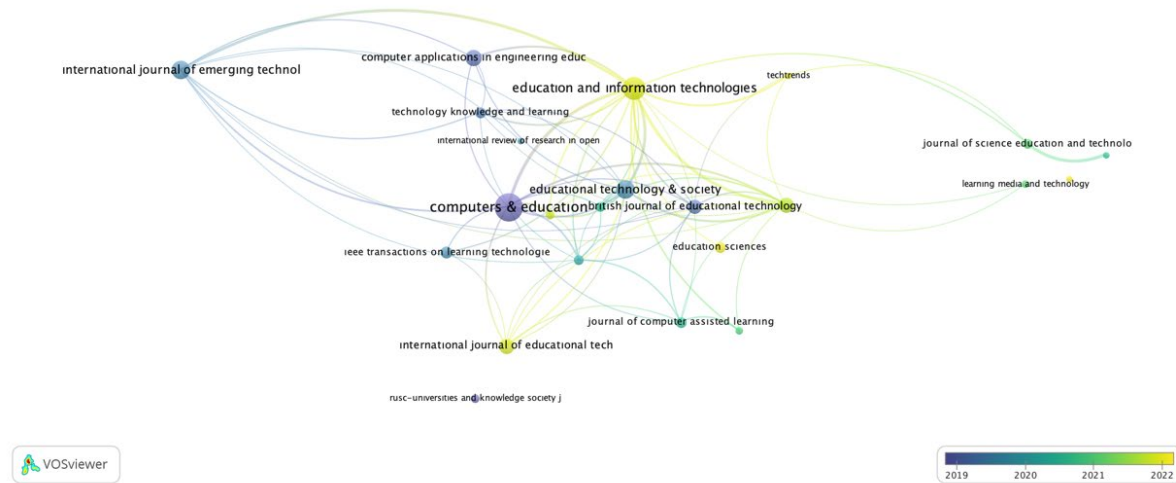 computer applications in engineering educ
international journal of emerging technol
education and information technologies
techtrends
technology knowledge and learning
international review of research in open
journal of science education and technolo
learning media and technology
educational technology & society
computers & education
british journal of educational technology
education sciences
ieee transactions on learning technologie
journal of computer assisted learning
international journal of educational tech
rusc-universities and knowledge society j
VOSviewer
2019 2020 2021 2022